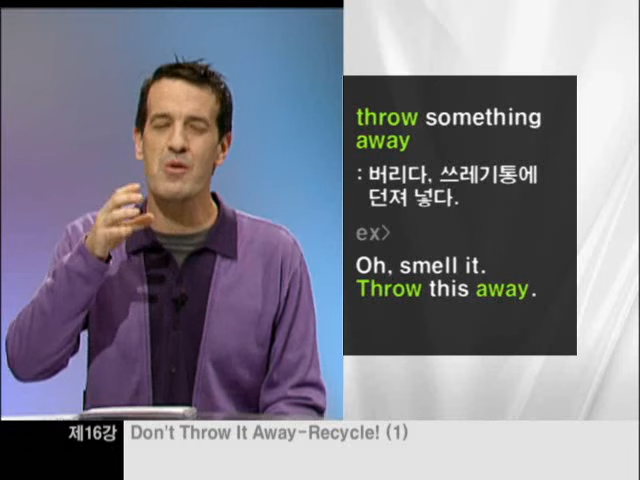 throw something
away
: 버리다, 쓰레기통에
던져 넣다.
ex>
Oh, smell it.
Throw this away.
제16강 Don't Throw It Away-Recycle! (1)